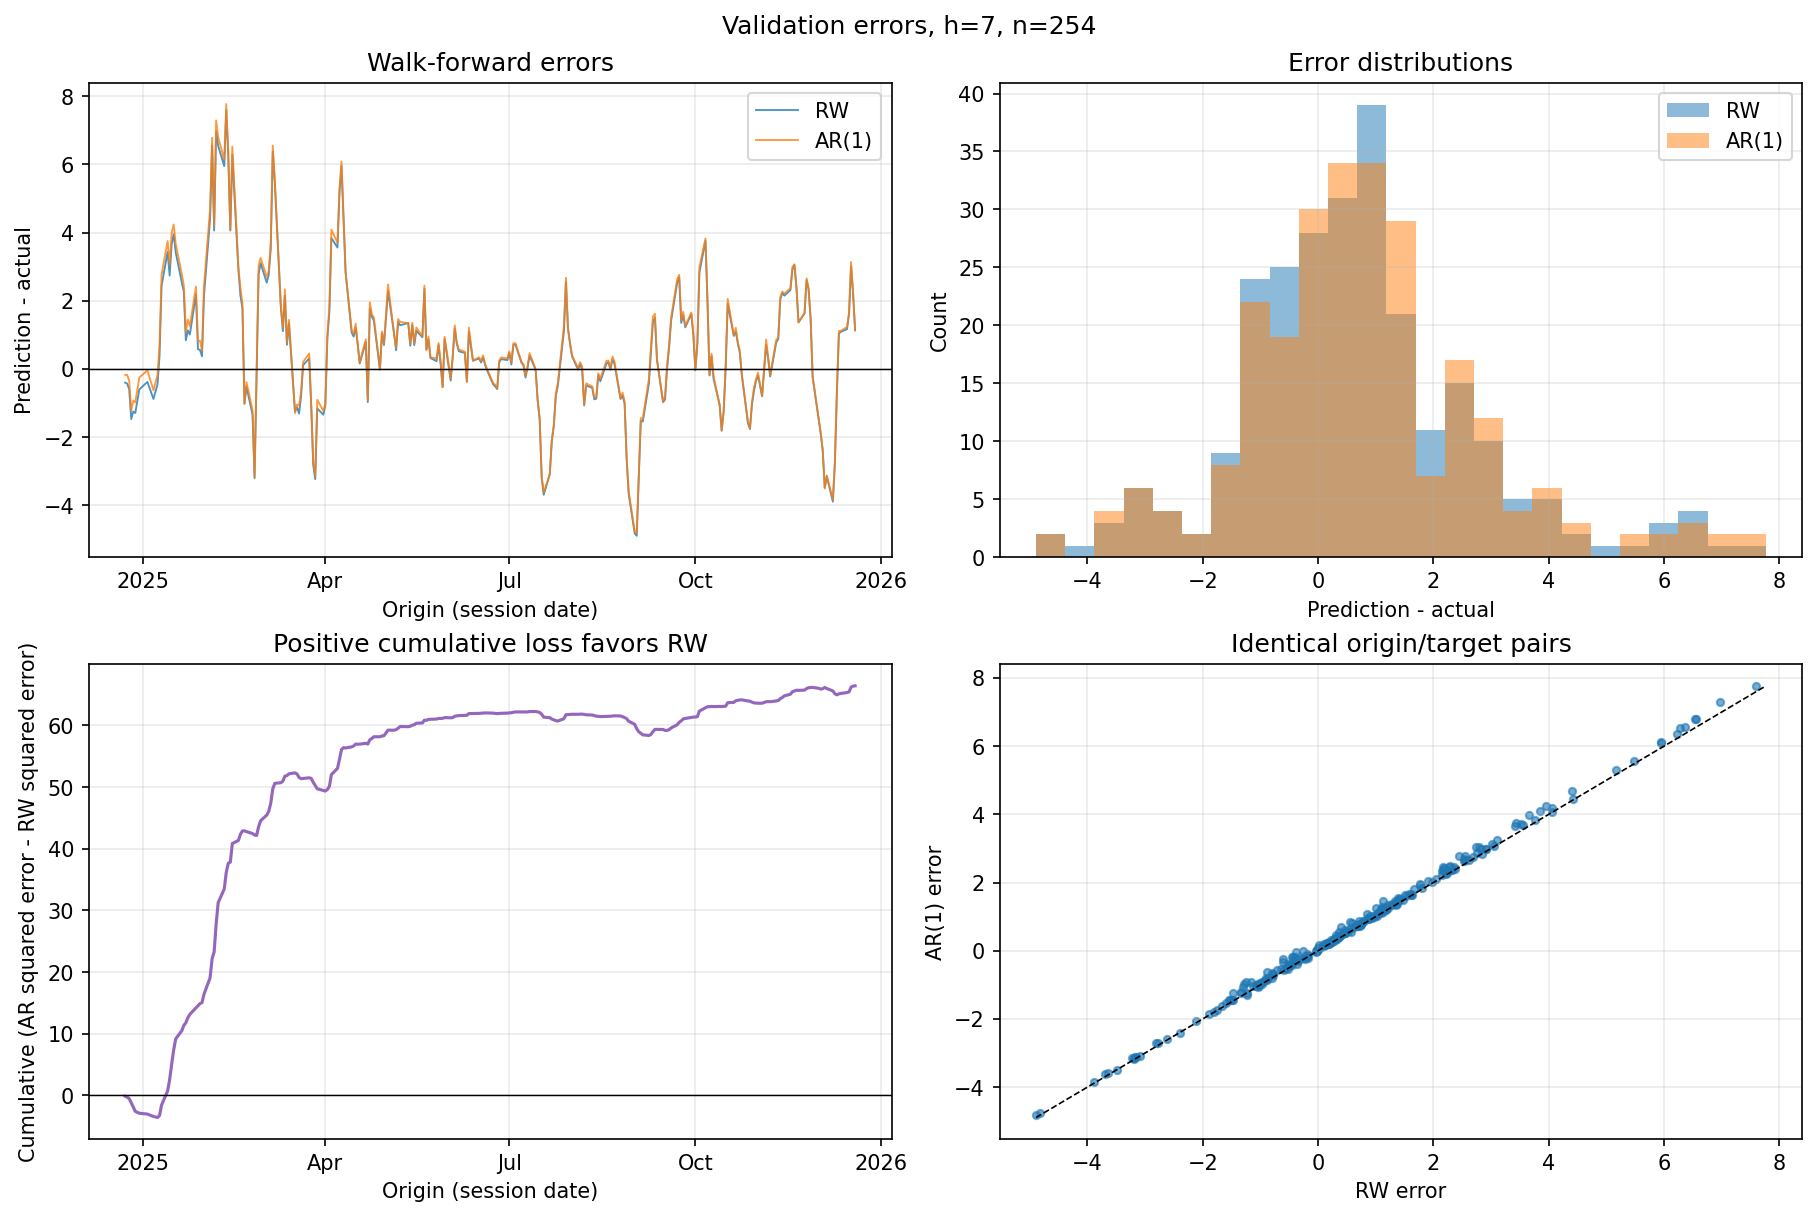 Validation errors, h=7, n=254
Walk-forward errors
8
6
4
2
0
−2
−4
Prediction - actual
RW
AR(1)
2025
Apr
Jul
Oct
2026
Origin (session date)
Error distributions
40
35
30
25
20
15
10
5
0
Count
RW
AR(1)
−4
−2
0
2
4
6
8
Prediction - actual
Positive cumulative loss favors RW
60
50
40
30
20
10
0
Cumulative (AR squared error - RW squared error)
2025
Apr
Jul
Oct
2026
Origin (session date)
Identical origin/target pairs
8
6
4
2
0
−2
−4
AR(1) error
−4
−2
0
2
4
6
8
RW error